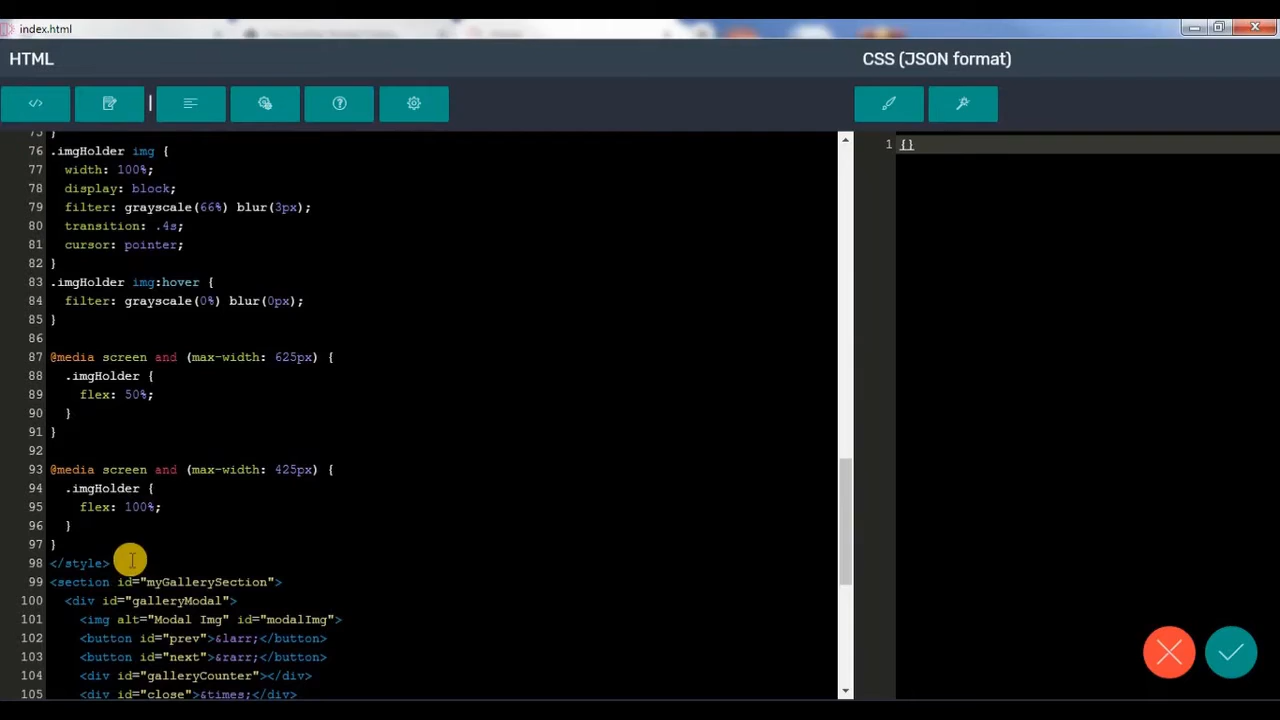 index.html
HTML
CSS (JSON format)
75 }
76 .imgHolder img {
77 width: 100%;
78 display: block;
79 filter: grayscale(66%) blur(3px);
80 transition: .4s;
81 cursor: pointer;
82 }
83 .imgHolder img:hover {
84 filter: grayscale(0%) blur(0px);
85 }
86
87 @media screen and (max-width: 625px) {
88 .imgHolder {
89 flex: 50%;
90 }
91 }
92
93 @media screen and (max-width: 425px) {
94 .imgHolder {
95 flex: 100%;
96 }
97 }
98 </style>
99 <section id="myGallerySection">
100 <div id="galleryModal">
101 <img alt="Modal Img" id="modalImg">
102 <button id="prev">&larr;</button>
103 <button id="next">&rarr;</button>
104 <div id="galleryCounter"></div>
105 <div id="close">&times;</div>
1 {}